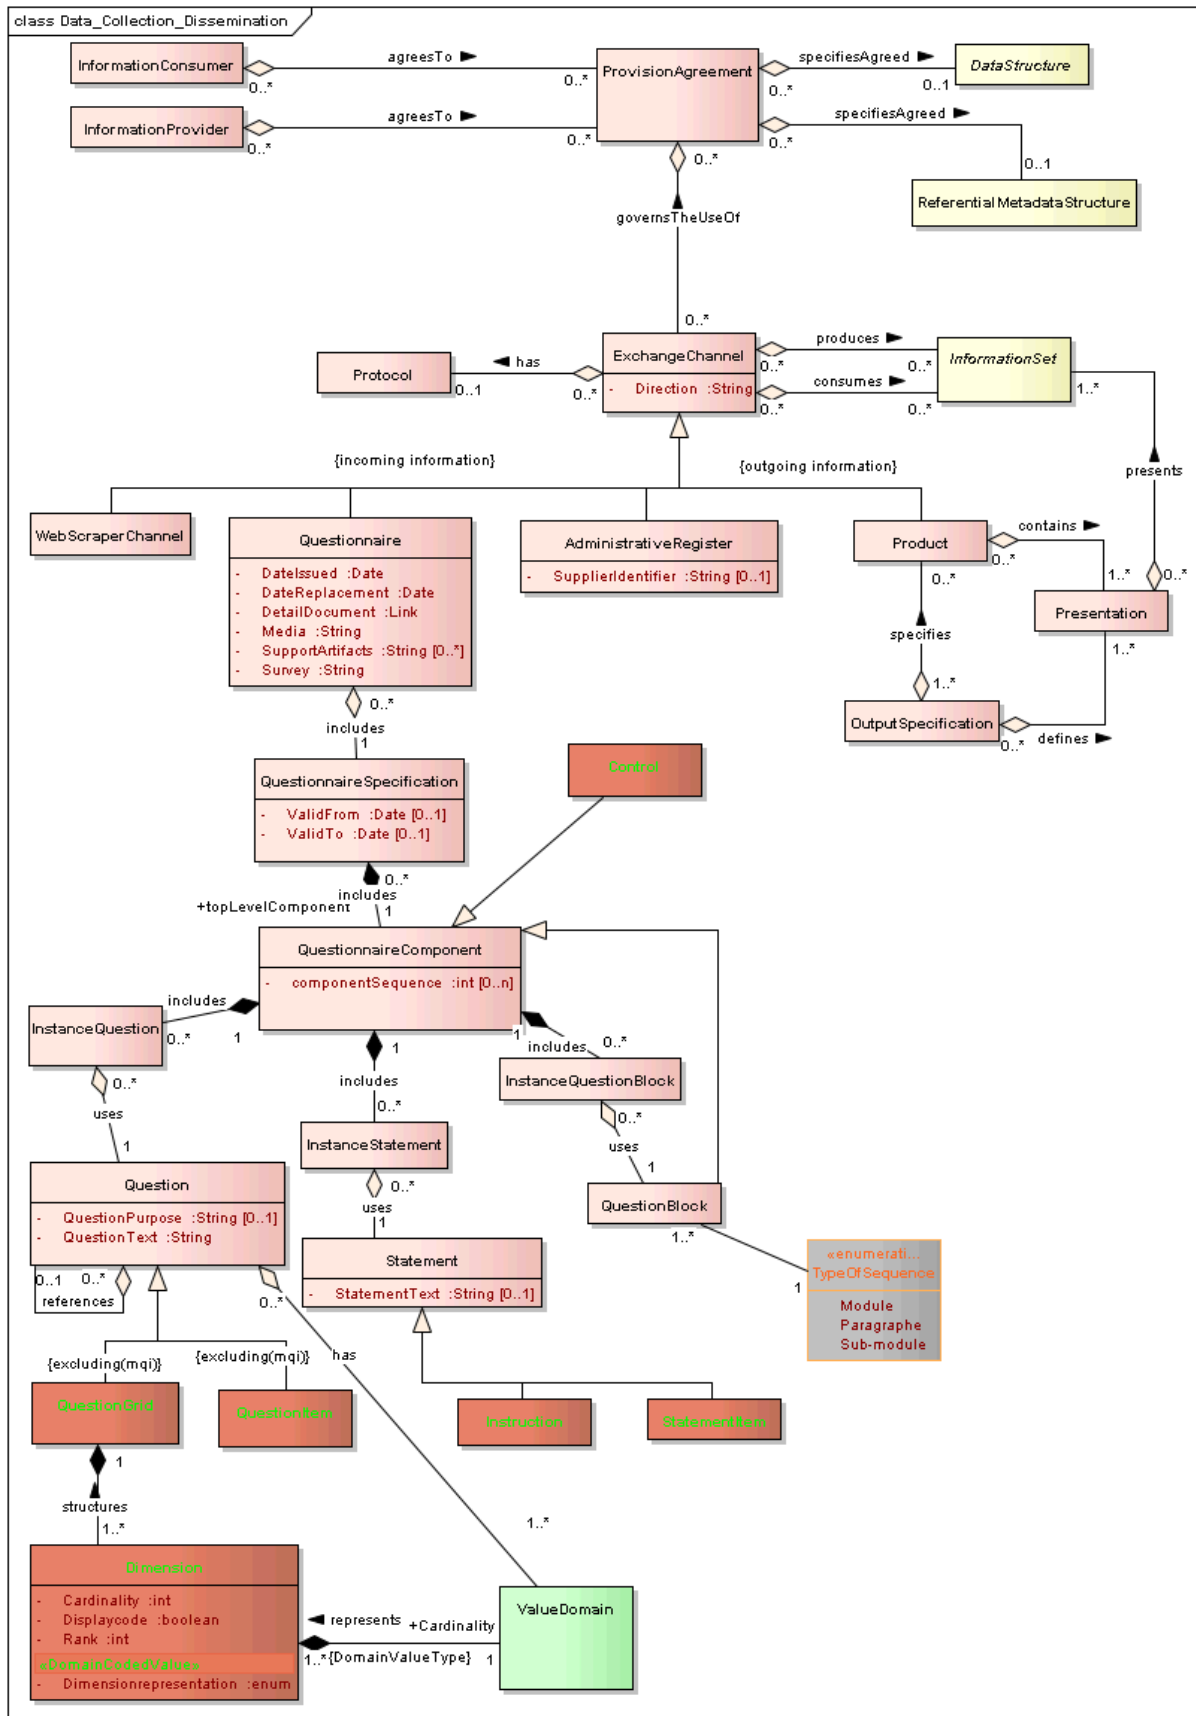 class Data_Collection_Dissemination
InformationConsumer
agreesTo
0..*
0..*
ProvisionAgreement
specifiesAgreed
0..*
0..1
DataStructure
InformationProvider
agreesTo
0..*
0..*
specifiesAgreed
0..*
0..1
ReferentialMetadataStructure
0..*
governsTheUseOf
0..*
Protocol
has
0..1
0..*
ExchangeChannel
- Direction :String
produces
0..*
0..*
consumes
0..*
0..*
InformationSet
1..*
{incoming information}
{outgoing information}
presents
WebScraperChannel
Questionnaire
- DateIssued :Date
- DateReplacement :Date
- DetailDocument :Link
- Media :String
- SupportArtifacts :String [0..*]
- Survey :String
AdministrativeRegister
- SupplierIdentifier :String [0..1]
Product
contains
0..*
1..*
0..*
0..*
Presentation
specifies
1..*
1..*
OutputSpecification
0..*
defines
0..*
includes
1
QuestionnaireSpecification
- ValidFrom :Date [0..1]
- ValidTo :Date [0..1]
Control
0..*
includes
+topLevelComponent
1
QuestionnaireComponent
- componentSequence :int [0..n]
includes
0..*
1
InstanceQuestion
1
includes
0..*
1
includes
0..*
InstanceQuestionBlock
0..*
uses
1
InstanceStatement
0..*
uses
1
0..*
uses
1
Question
- QuestionPurpose :String [0..1]
- QuestionText :String
QuestionBlock
1..*
Statement
- StatementText :String [0..1]
«enumerati...
TypeOfSequence
1
Module
Paragraphe
Sub-module
0..1
0..*
references
0..*
{excluding(mqi)}
{excluding(mqi)}
has
QuestionGrid
QuestionItem
Instruction
StatementItem
1
structures
1..*
1..*
Dimension
- Cardinality :int
- Displaycode :boolean
- Rank :int
«DomainCodedValue»
- Dimensionrepresentation :enum
represents
+Cardinality
1..*
{DomainValueType}
1
ValueDomain